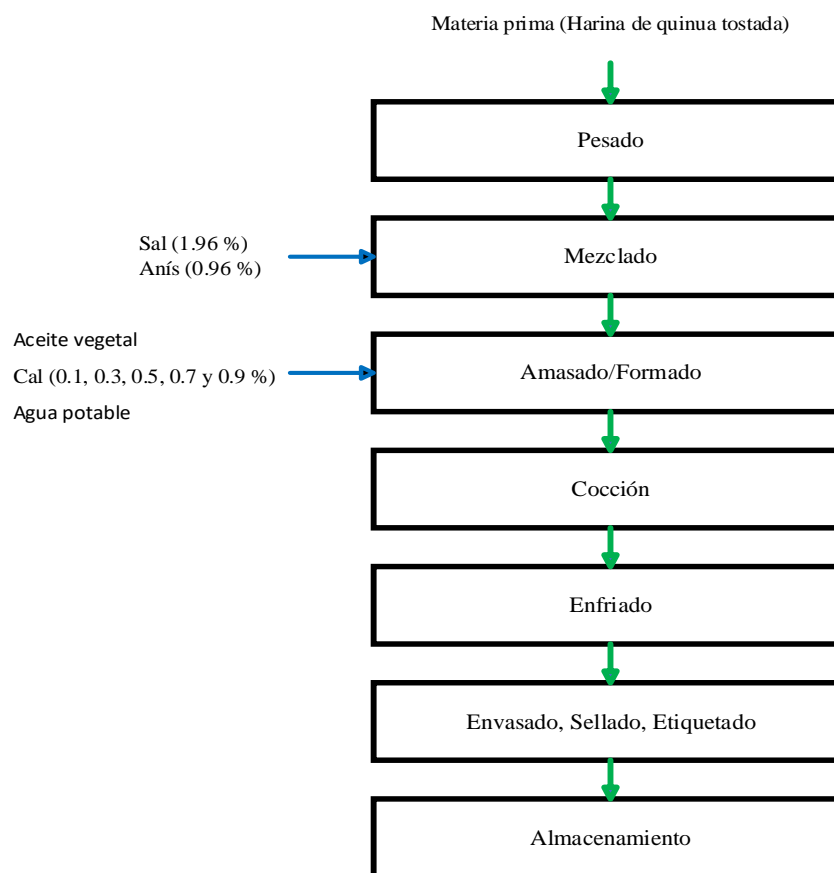 Materia prima (Harina de quinua tostada)
Pesado
Sal (1.96 %)
Anís (0.96 %)
Mezclado
Aceite vegetal
Cal (0.1, 0.3, 0.5, 0.7 y 0.9 %)
Agua potable
Amasado/Formado
Cocción
Enfriado
Envasado, Sellado, Etiquetado
Almacenamiento